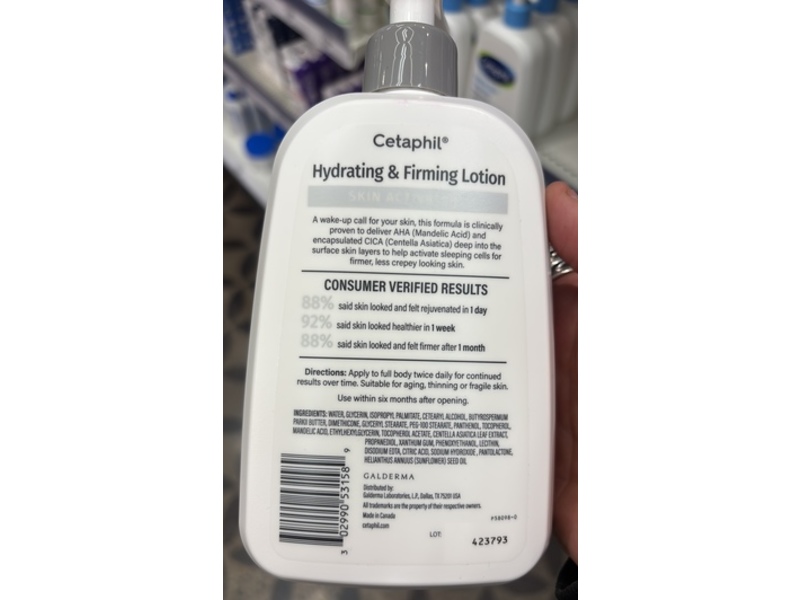 Cetaphil®
Hydrating & Firming Lotion
SKIN ACTIVATOR
A wake-up call for your skin, this formula is clinically
proven to deliver AHA (Mandelic Acid) and
encapsulated CICA (Centella Asiatica) deep into the
surface skin layers to help activate sleeping cells for
firmer, less crepey looking skin.
CONSUMER VERIFIED RESULTS
88% said skin looked and felt rejuvenated in 1 day
92% said skin looked healthier in 1 week
88% said skin looked and felt firmer after 1 month
Directions: Apply to full body twice daily for continued
results over time. Suitable for aging, thinning or fragile skin.
Use within six months after opening.
INGREDIENTS: WATER, GLYCERIN, ISOPROPYL PALMITATE, CETEARYL ALCOHOL, BUTYROSPERMUM
PARKII BUTTER, DIMETHICONE, GLYCERYL STEARATE, PEG-100 STEARATE, PANTHENOL, TOCOPHEROL,
MANDELIC ACID, ETHYLHEXYLGLYCERIN, TOCOPHEROL ACETATE, CENTELLA ASIATICA LEAF EXTRACT,
PROPANEDIOL, XANTHAN GUM, PHENOXYETHANOL, LECITHIN,
DISODIUM EDTA, CITRIC ACID, SODIUM HYDROXIDE, PANTOLACTONE,
HELIANTHUS ANNUUS (SUNFLOWER) SEED OIL
3 02990 53158 9
GALDERMA
Distributed by:
Galderma Laboratories, L.P., Dallas, TX 75201 USA
All trademarks are the property of their respective owners.
Made in Canada
cetaphil.com
P58098-0
LOT:
423793